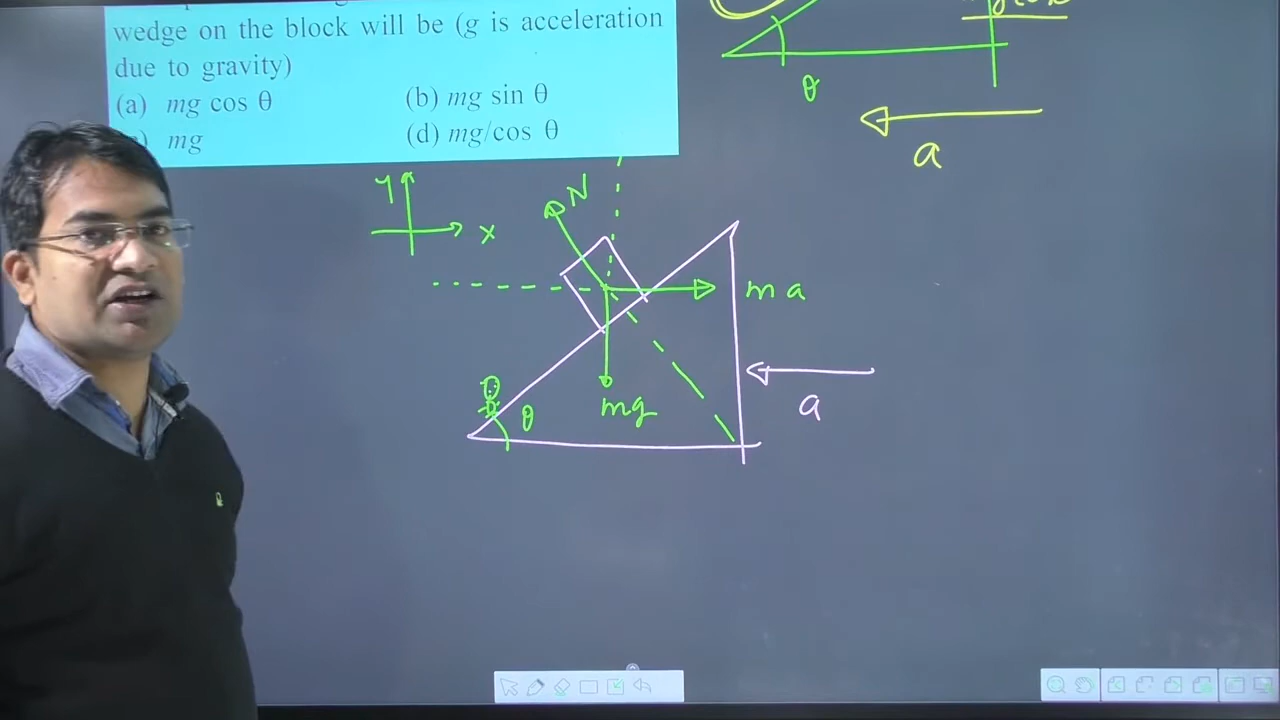 wedge on the block will be (g is acceleration
due to gravity)
(a) mg cos θ (b) mg sin θ
mg (d) mg/cos θ
θ
a
Y
x
N
ma
θ
mg
a